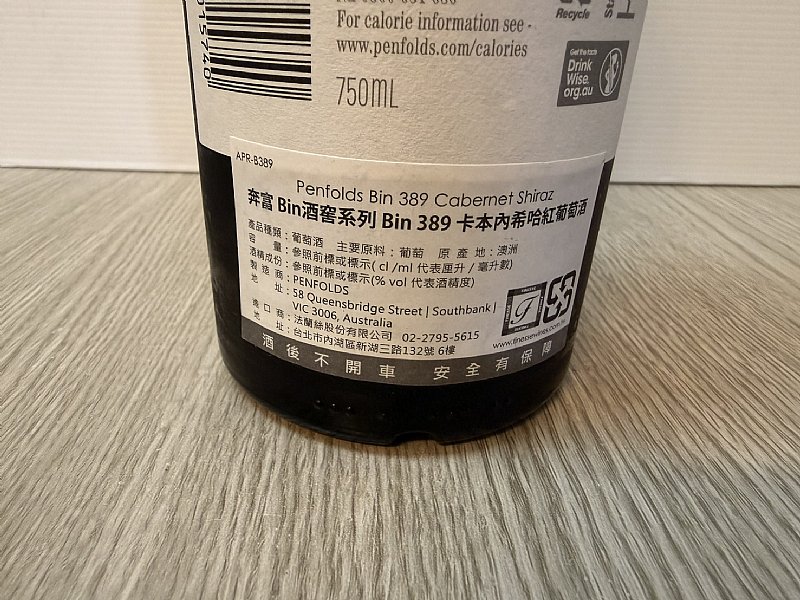 For calorie information see -
www.penfolds.com/calories
750mL
Recycle
Get the facts
Drink
Wise.
org.au
015740
APR-B389
Penfolds Bin 389 Cabernet Shiraz
奔富 Bin酒窖系列 Bin 389 卡本內希哈紅葡萄酒
產品種類：葡萄酒 主要原料：葡萄 原產地：澳洲
容量：參照前標或標示( cl /ml 代表厘升 / 毫升數)
酒精成份：參照前標或標示(% vol 代表酒精度)
製造商：PENFOLDS
地址：58 Queensbridge Street | Southbank |
VIC 3006, Australia
進口商：法蘭絲股份有限公司 02-2795-5615
地址：台北市內湖區新湖三路132號 6樓
www.finessewines.com.tw
酒後不開車 安全有保障